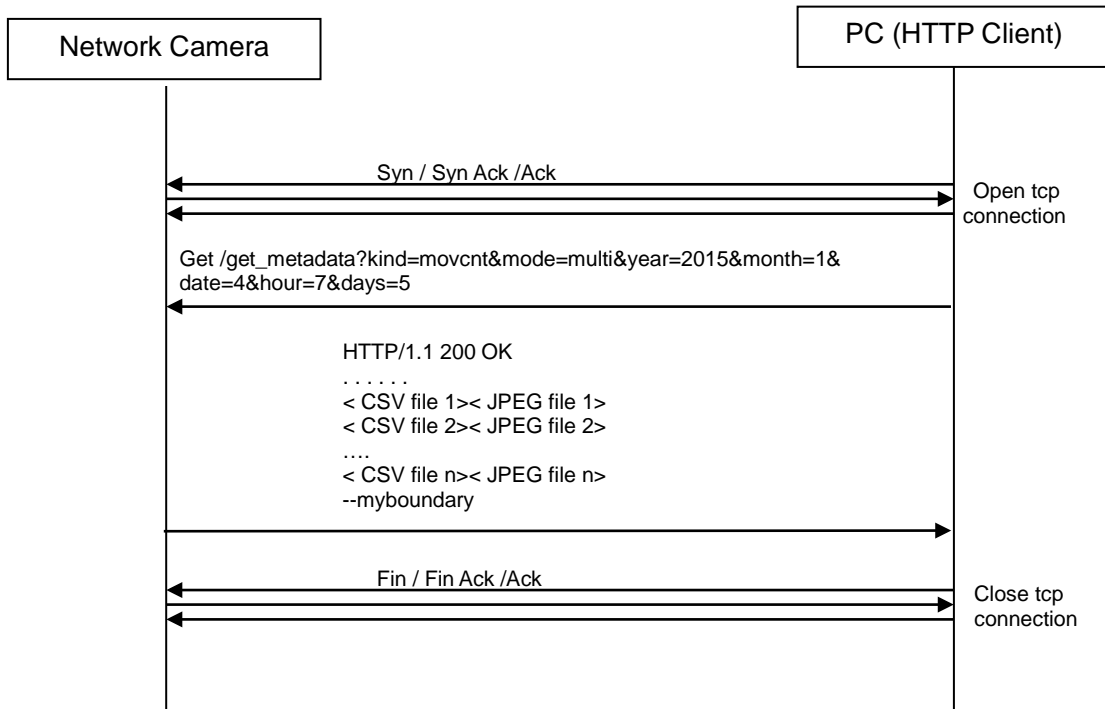 Network Camera
PC (HTTP Client)
Syn / Syn Ack /Ack
Open tcp
connection
Get /get_metadata?kind=movcnt&mode=multi&year=2015&month=1&
date=4&hour=7&days=5
HTTP/1.1 200 OK
. . . . . .
< CSV file 1>< JPEG file 1>
< CSV file 2>< JPEG file 2>
….
< CSV file n>< JPEG file n>
--myboundary
Fin / Fin Ack /Ack
Close tcp
connection